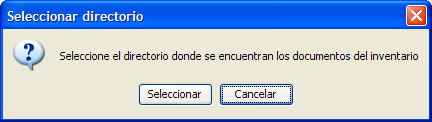 Seleccionar directorio
Seleccione el directorio donde se encuentran los documentos del inventario
Seleccionar
Cancelar